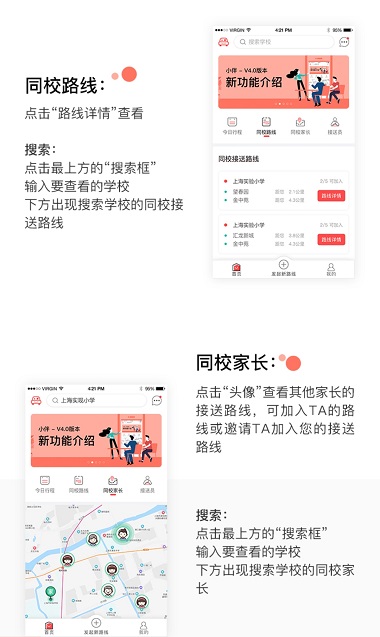 同校路线：
点击“路线详情”查看
搜索：
点击最上方的“搜索框”
输入要查看的学校
下方出现搜索学校的同校接
送路线
VIRGIN 4:21 PM
搜索学校
小伴 - V4.0版本
新功能介绍
今日行程 同校路线 同校家长 接送员
同校接送路线
上海实验小学 2/5 可加入
望春园 距您 2.1公里 路线详情
金中苑 距您 4.3公里
上海实验小学 2/5 可加入
汇龙新城 距您 3.8公里 路线详情
金中苑 距您 4.3公里
首页 发起新路线 我的
VIRGIN 4:21 PM 95%
上海实现小学
小伴 - V4.0版本
新功能介绍
今日行程 同校路线 同校家长 接送员
首页 发起新路线 我的
同校家长：
点击“头像”查看其他家长的
接送路线，可加入TA的路
线或邀请TA加入您的接送
路线
搜索：
点击最上方的“搜索框”
输入要查看的学校
下方出现搜索学校的同校家
长